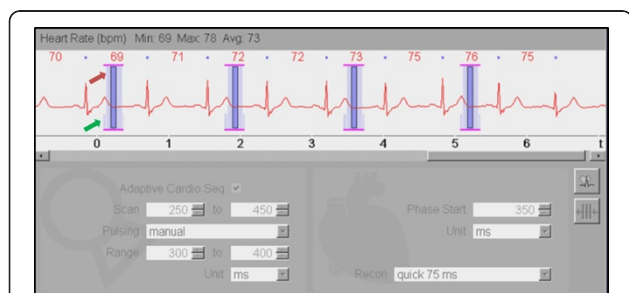 Heart Rate (bpm) Min: 69 Max: 78 Avg: 73
70 69 71 72 72 73 75 76 75
0 1 2 3 4 5 6 t
Adaptive Cardio Seq.
Scan 250 to 450 Phase Start 350
Pulsing manual Unit ms
Range 300 to 400
Unit ms Recon quick 75 ms